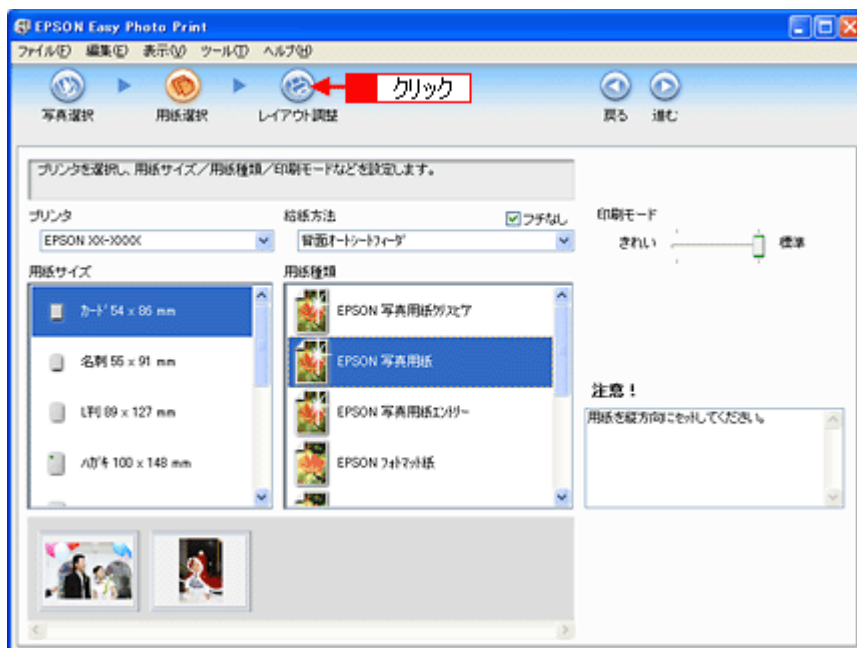 EPSON Easy Photo Print
ファイル(F) 編集(E) 表示(V) ツール(T) ヘルプ(H)
クリック
写真選択 用紙選択 レイアウト調整 戻る 進む
プリンタを選択し、用紙サイズ／用紙種類／印刷モードなどを設定します。
プリンタ 給紙方法 フチなし 印刷モード
EPSON XX-XXXX 背面オートシートフィーダ きれい 標準
用紙サイズ 用紙種類
カード 54 x 86 mm EPSON 写真用紙クリスピア
名刺 55 x 91 mm EPSON 写真用紙
L判 89 x 127 mm EPSON 写真用紙エントリー
ハガキ 100 x 148 mm EPSON フォトマット紙
注意！
用紙を縦方向にセットしてください。